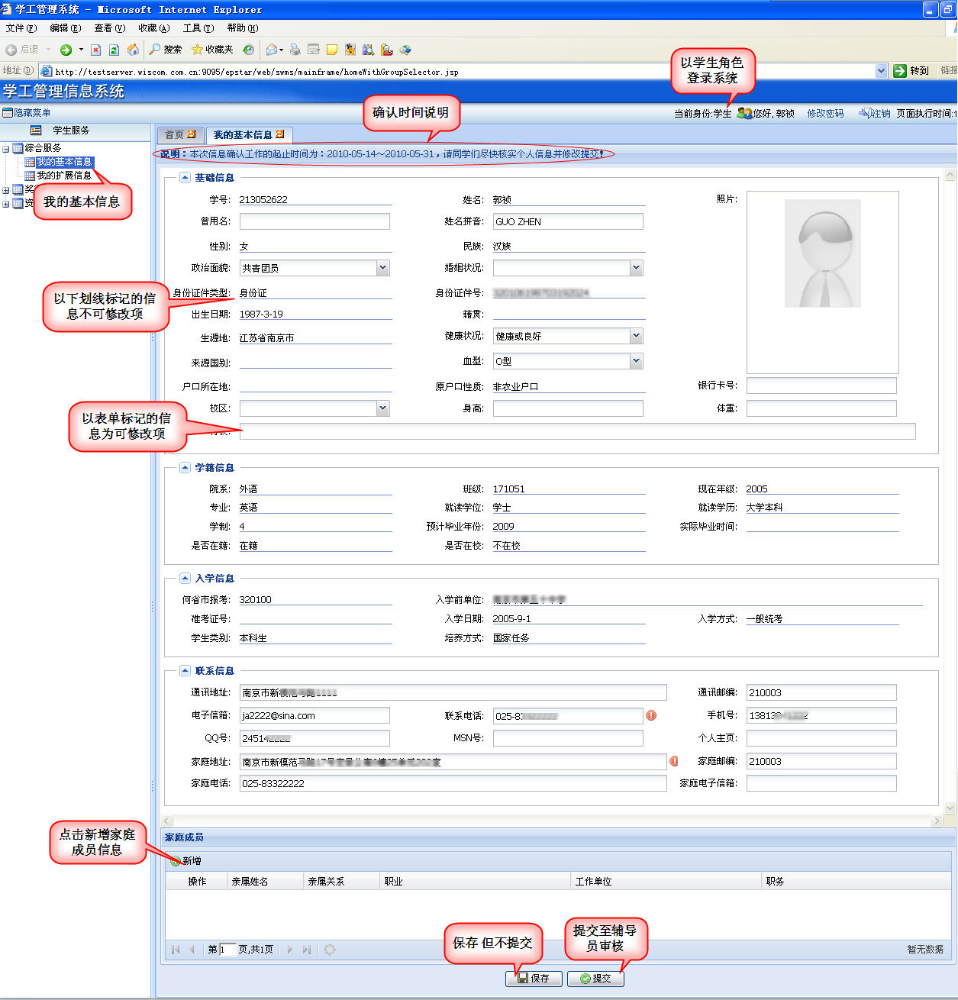 学工管理系统 - Microsoft Internet Explorer
文件(F) 编辑(E) 查看(V) 收藏(A) 工具(T) 帮助(H)
后退 搜索 收藏夹
地址(D) http://testserver.wiscom.com.cn:9095/epstar/web/swms/mainframe/homeWithGroupSelector.jsp 转到 链接
以学生角色
登录系统
学工管理信息系统
确认时间说明
隐藏菜单 当前身份:学生 您好, 郭祯 修改密码 注销 页面执行时间:1
学生服务 首页 我的基本信息
说明：本次信息确认工作的起止时间为：2010-05-14～2010-05-31，请同学们尽快核实个人信息并修改提交！
综合服务
我的基本信息
我的扩展信息
奖
资
我的基本信息
基础信息
学号: 213052622 姓名: 郭祯 照片:
曾用名: 姓名拼音: GUO ZHEN
性别: 女 民族: 汉族
政治面貌: 共青团员 婚姻状况:
以下划线标记的信
息不可修改项
身份证件类型: 身份证 身份证件号:
出生日期: 1987-3-19 籍贯:
生源地: 江苏省南京市 健康状况: 健康或良好
来源国别: 血型: O型
户口所在地: 原户口性质: 非农业户口 银行卡号:
校区: 身高: 体重:
以表单标记的信
息为可修改项
学籍信息
院系: 外语 班级: 171051 现在年级: 2005
专业: 英语 就读学位: 学士 就读学历: 大学本科
学制: 4 预计毕业年份: 2009 实际毕业时间:
是否在籍: 在籍 是否在校: 不在校
入学信息
何省市报考: 320100 入学前单位:
准考证号: 入学日期: 2005-9-1 入学方式: 一般统考
学生类别: 本科生 培养方式: 国家任务
联系信息
通讯地址: 南京市新 通讯邮编: 210003
电子信箱: ja2222@sina.com 联系电话: 025-8 手机号: 13813
QQ号: 2451 MSN号: 个人主页:
家庭地址: 南京市新模范 家庭邮编: 210003
家庭电话: 025-83322222 家庭电子信箱:
点击新增家庭
成员信息
家庭成员
新增
操作 亲属姓名 亲属关系 职业 工作单位 职务
保存 但不提交
提交至辅导
员审核
第 1 页,共1页 暂无数据
保存 提交